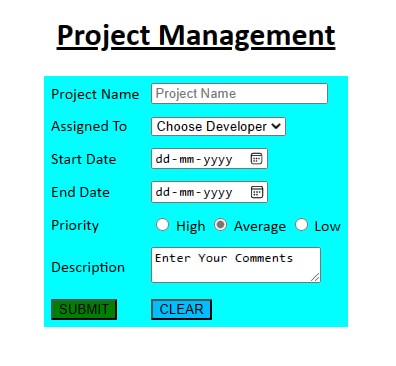 Project Management
Project Name Project Name
Assigned To Choose Developer
Start Date dd-mm-yyyy
End Date dd-mm-yyyy
Priority High Average Low
Description Enter Your Comments
SUBMIT CLEAR